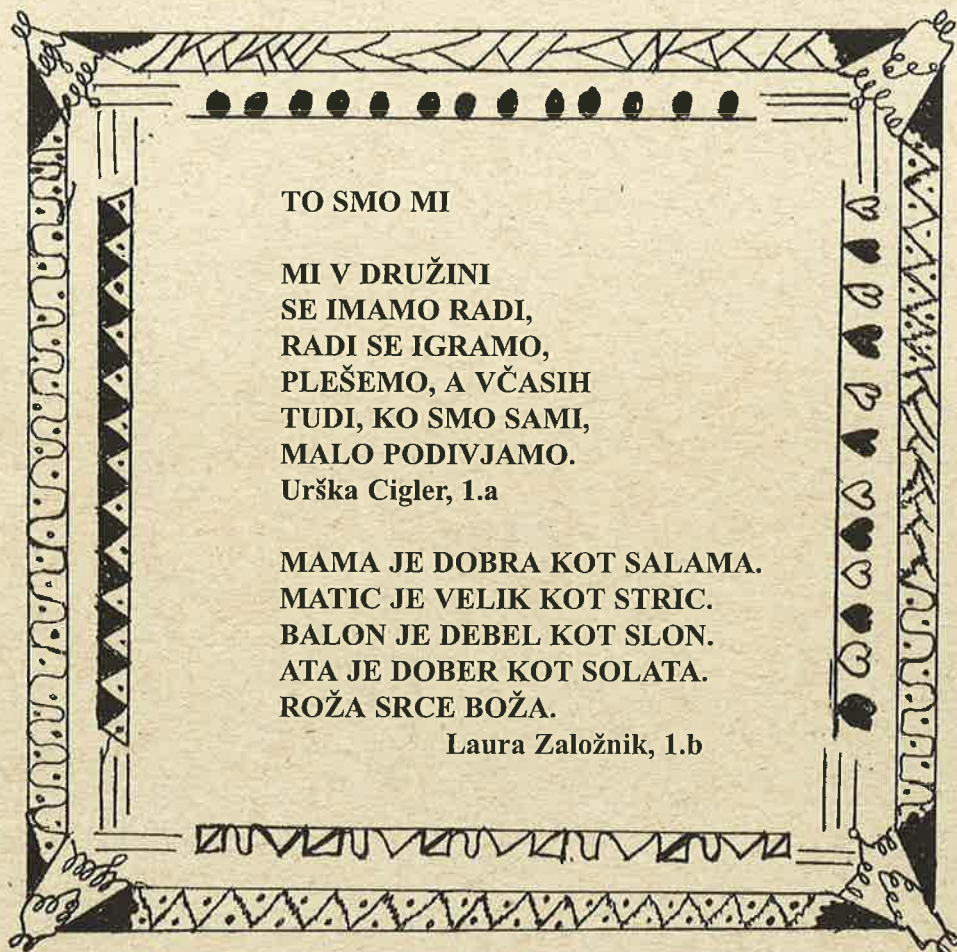 TO SMO MI
MI V DRUŽINI
SE IMAMO RADI,
RADI SE IGRAMO,
PLEŠEMO, A VČASIH
TUDI, KO SMO SAMI,
MALO PODIVJAMO.
Urška Cigler, 1.a
MAMA JE DOBRA KOT SALAMA.
MATIC JE VELIK KOT STRIC.
BALON JE DEBEL KOT SLON.
ATA JE DOBER KOT SOLATA.
ROŽA SRCE BOŽA.
Laura Založnik, 1.b